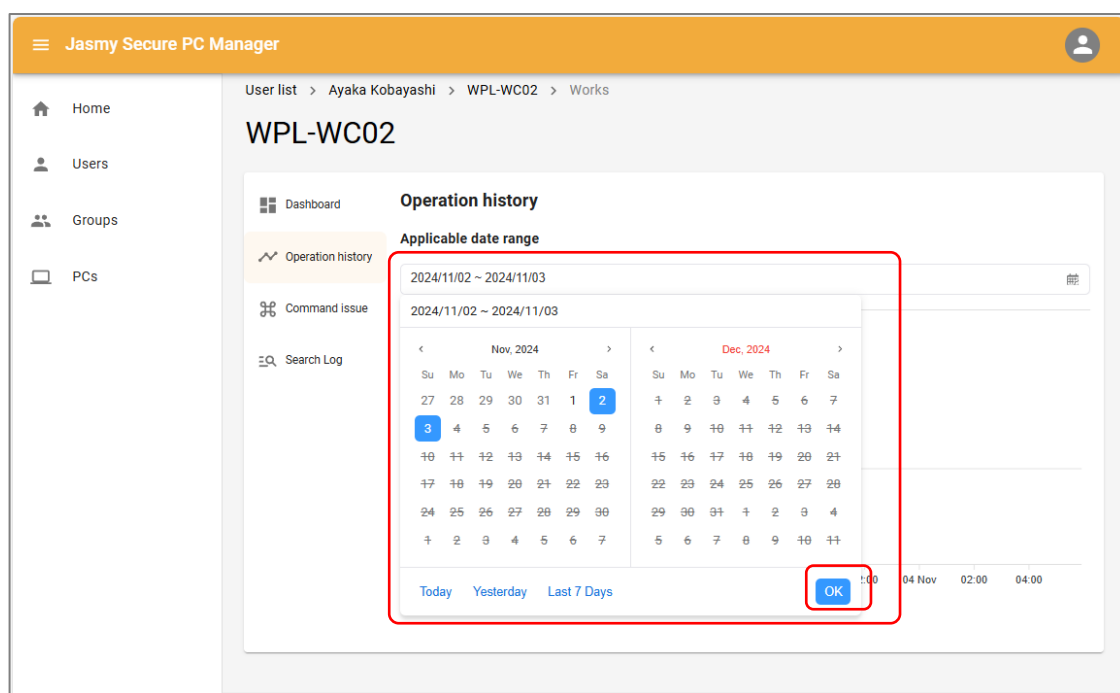 Jasmy Secure PC Manager
User list > Ayaka Kobayashi > WPL-WC02 > Works
WPL-WC02
Home
Users
Groups
PCs
Dashboard
Operation history
Command issue
Search Log
Operation history
Applicable date range
2024/11/02 ~ 2024/11/03
2024/11/02 ~ 2024/11/03
< Nov, 2024 >
Su Mo Tu We Th Fr Sa
27 28 29 30 31 1 2
3 4 5 6 7 8 9
10 11 12 13 14 15 16
17 18 19 20 21 22 23
24 25 26 27 28 29 30
1 2 3 4 5 6 7
< Dec, 2024 >
Su Mo Tu We Th Fr Sa
1 2 3 4 5 6 7
8 9 10 11 12 13 14
15 16 17 18 19 20 21
22 23 24 25 26 27 28
29 30 31 1 2 3 4
5 6 7 8 9 10 11
Today Yesterday Last 7 Days OK
04 Nov 02:00 04:00